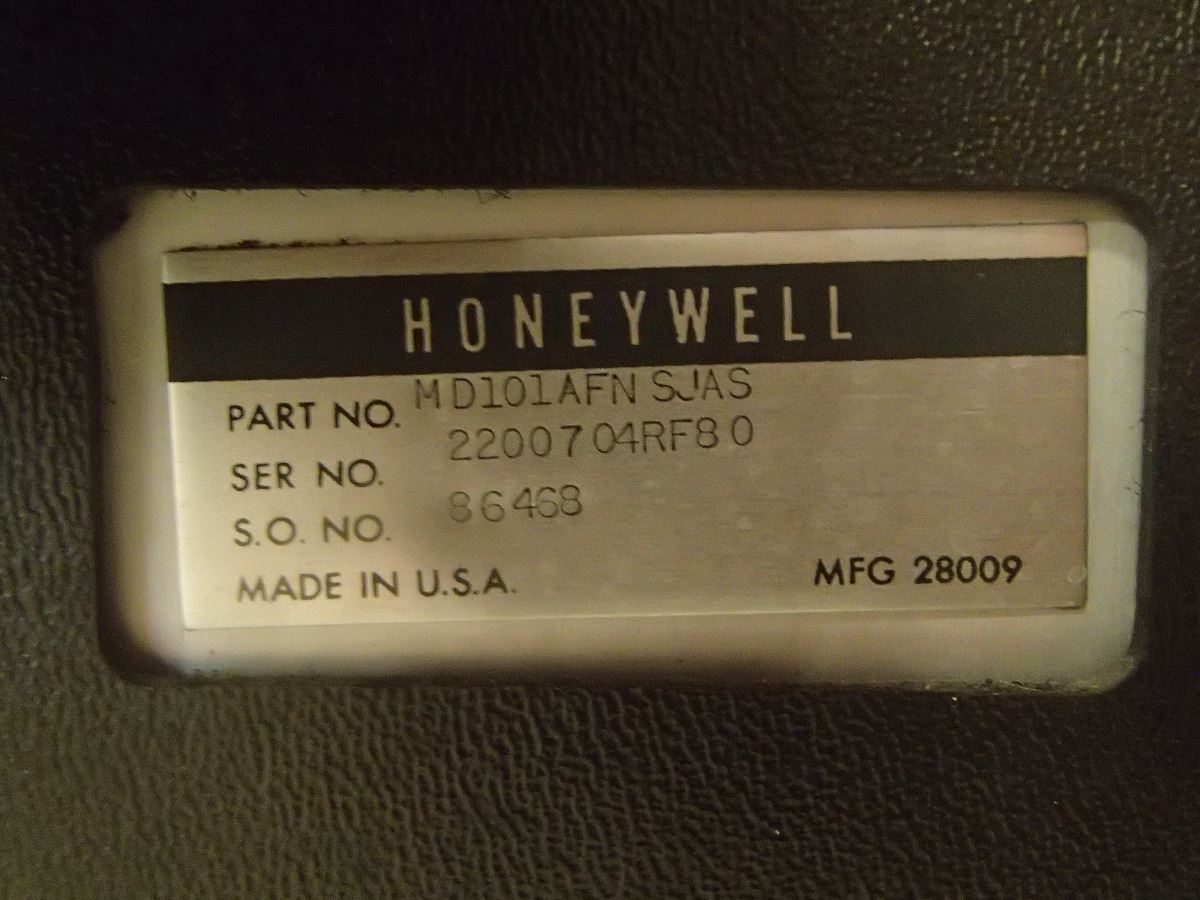 HONEYWELL
PART NO. MD101AFN SJAS
SER NO. 2200704RF80
S.O. NO. 86468
MADE IN U.S.A. MFG 28009